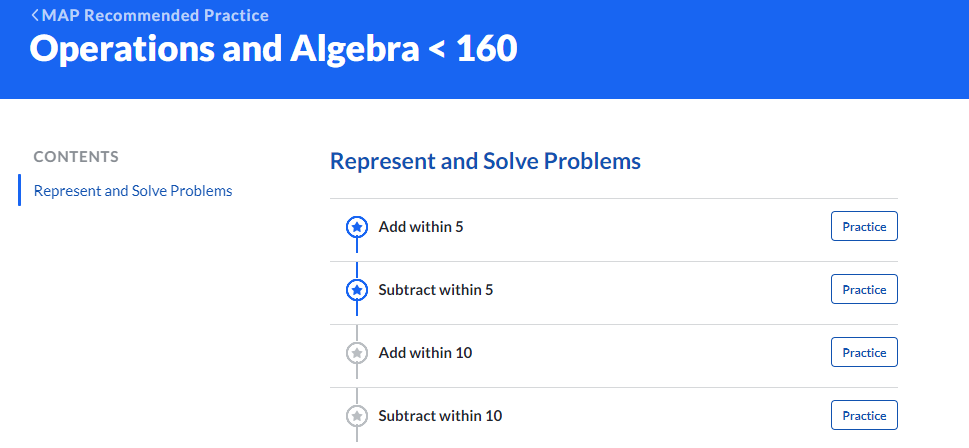 MAP Recommended Practice
Operations and Algebra < 160
CONTENTS
Represent and Solve Problems
Represent and Solve Problems
Add within 5
Practice
Subtract within 5
Practice
Add within 10
Practice
Subtract within 10
Practice